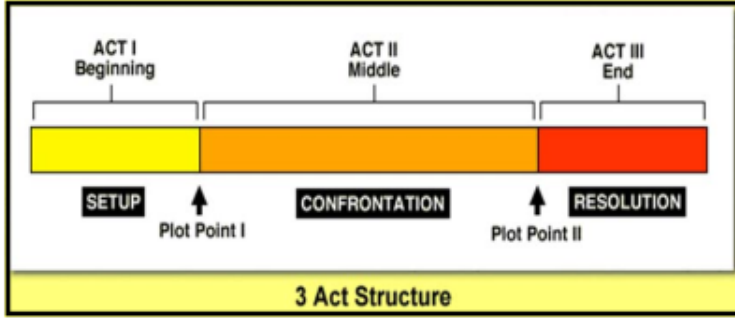 ACT I
Beginning
ACT II
Middle
ACT III
End
SETUP
CONFRONTATION
RESOLUTION
Plot Point I
Plot Point II
3 Act Structure